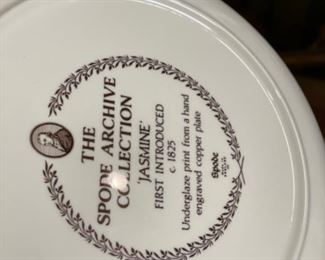 THE
SPODE ARCHIVE
COLLECTION
'JASMINE'
FIRST INTRODUCED
c. 1825
Underglaze print from a hand
engraved copper plate
Spode